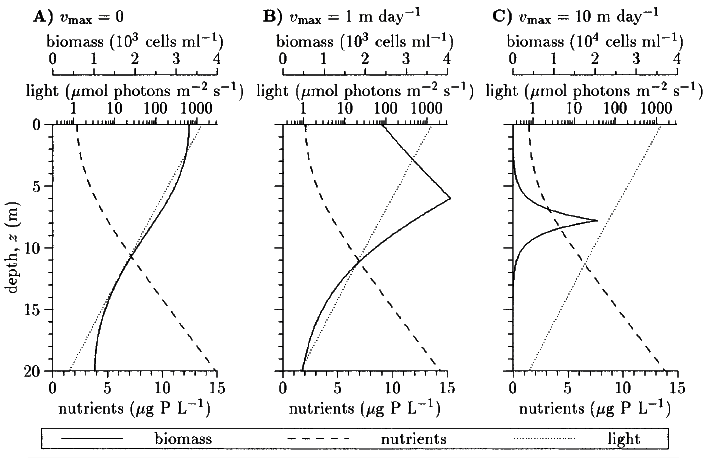 A) vmax = 0
biomass (10³ cells ml⁻¹)
0 1 2 3 4
light (μmol photons m⁻² s⁻¹)
1 10 100 1000
B) vmax = 1 m day⁻¹
biomass (10³ cells ml⁻¹)
0 1 2 3 4
light (μmol photons m⁻² s⁻¹)
1 10 100 1000
C) vmax = 10 m day⁻¹
biomass (10⁴ cells ml⁻¹)
0 1 2 3 4
light (μmol photons m⁻² s⁻¹)
1 10 100 1000
0
5
10
15
20
depth, z (m)
0 5 10 15
nutrients (μg P L⁻¹)
0 5 10 15
nutrients (μg P L⁻¹)
0 5 10 15
nutrients (μg P L⁻¹)
biomass nutrients light